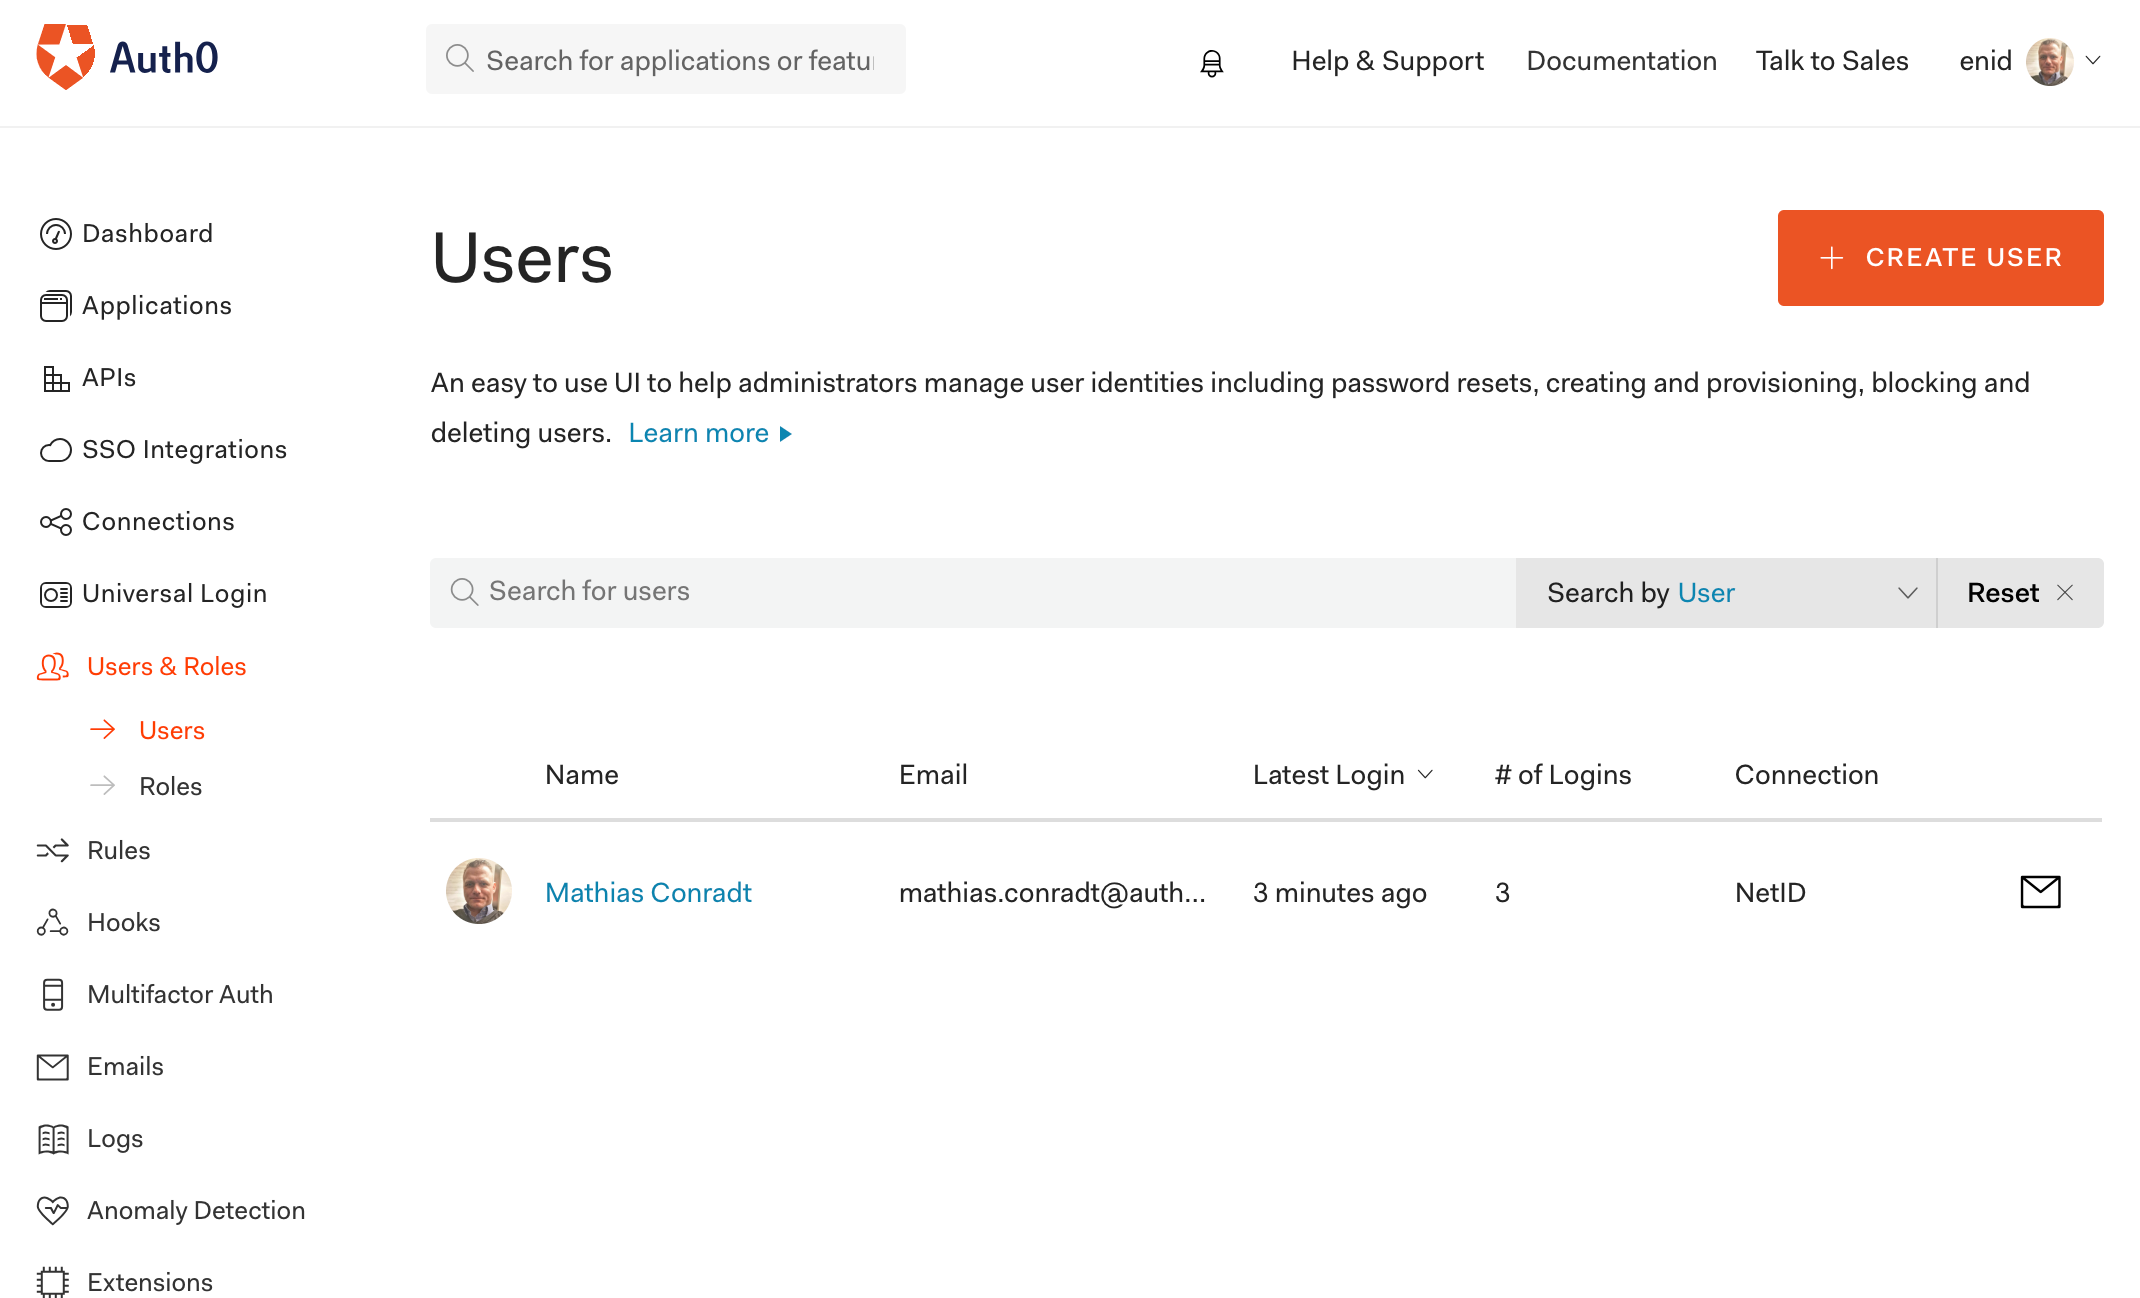 Auth0
Search for applications or featu
Help & Support
Documentation
Talk to Sales
enid
Dashboard
Applications
APIs
SSO Integrations
Connections
Universal Login
Users & Roles
Users
Roles
Rules
Hooks
Multifactor Auth
Emails
Logs
Anomaly Detection
Extensions
Users
+ CREATE USER
An easy to use UI to help administrators manage user identities including password resets, creating and provisioning, blocking and
deleting users. Learn more
Search for users
Search by User
Reset
Name Email Latest Login # of Logins Connection
Mathias Conradt mathias.conradt@auth... 3 minutes ago 3 NetID